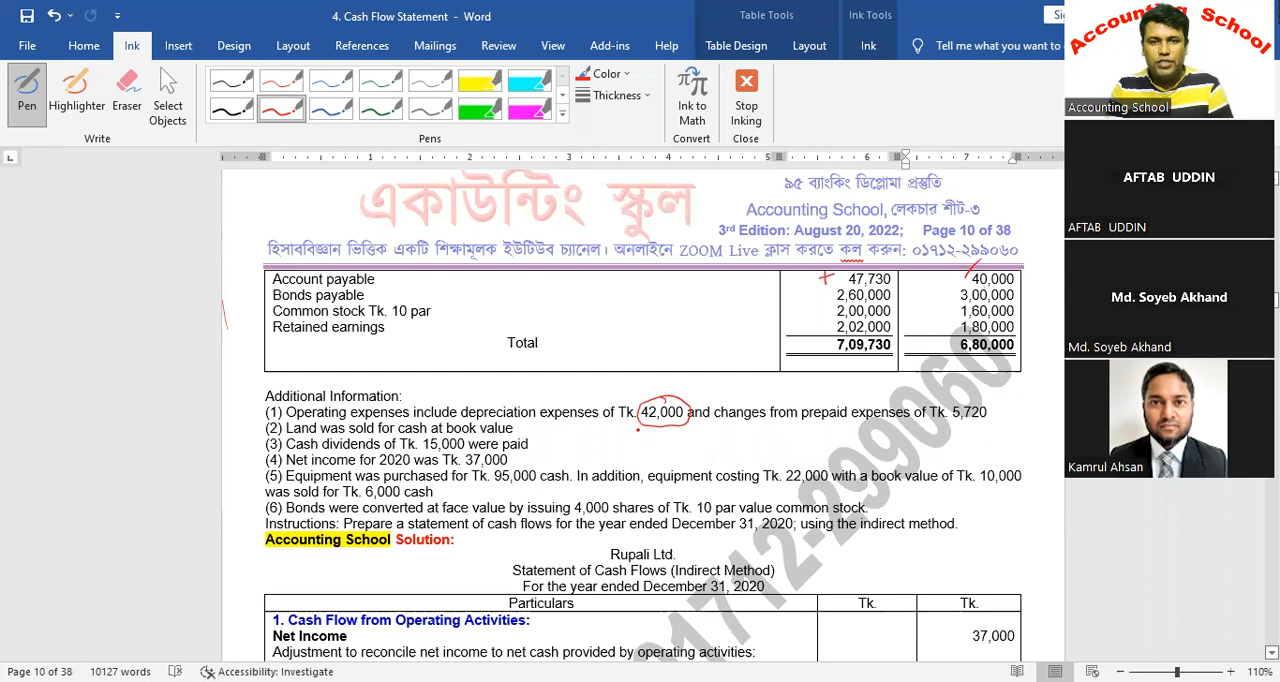 4. Cash Flow Statement - Word
Table Tools
Ink Tools
File
Home
Ink
Insert
Design
Layout
References
Mailings
Review
View
Add-ins
Help
Table Design
Layout
Ink
Tell me what you want to
Pen
Highlighter
Eraser
Select Objects
Color
Thickness
Ink to Math
Stop Inking
Write
Pens
Convert
Close
Accounting School
Accounting School
AFTAB UDDIN
AFTAB UDDIN
Md. Soyeb Akhand
Md. Soyeb Akhand
Kamrul Ahsan
1 2 3 4 5 6 7
একাউন্টিং স্কুল
৯৫ ব্যাংকিং ডিপ্লোমা প্রস্তুতি
Accounting School, লেকচার শীট-৩
3rd Edition: August 20, 2022; Page 10 of 38
হিসাববিজ্ঞান ভিত্তিক একটি শিক্ষামূলক ইউটিউব চ্যানেল। অনলাইনে ZOOM Live ক্লাস করতে কল করুন: ০১৭১২-২৯৯০৬০
Account payable 47,730 40,000
Bonds payable 2,60,000 3,00,000
Common stock Tk. 10 par 2,00,000 1,60,000
Retained earnings 2,02,000 1,80,000
Total 7,09,730 6,80,000
Additional Information:
(1) Operating expenses include depreciation expenses of Tk. 42,000 and changes from prepaid expenses of Tk. 5,720
(2) Land was sold for cash at book value
(3) Cash dividends of Tk. 15,000 were paid
(4) Net income for 2020 was Tk. 37,000
(5) Equipment was purchased for Tk. 95,000 cash. In addition, equipment costing Tk. 22,000 with a book value of Tk. 10,000
was sold for Tk. 6,000 cash
(6) Bonds were converted at face value by issuing 4,000 shares of Tk. 10 par value common stock.
Instructions: Prepare a statement of cash flows for the year ended December 31, 2020; using the indirect method.
Accounting School Solution:
Rupali Ltd.
Statement of Cash Flows (Indirect Method)
For the year ended December 31, 2020
Particulars Tk. Tk.
1. Cash Flow from Operating Activities:
Net Income 37,000
Adjustment to reconcile net income to net cash provided by operating activities:
01712-299060
Page 10 of 38
10127 words
Accessibility: Investigate
110%